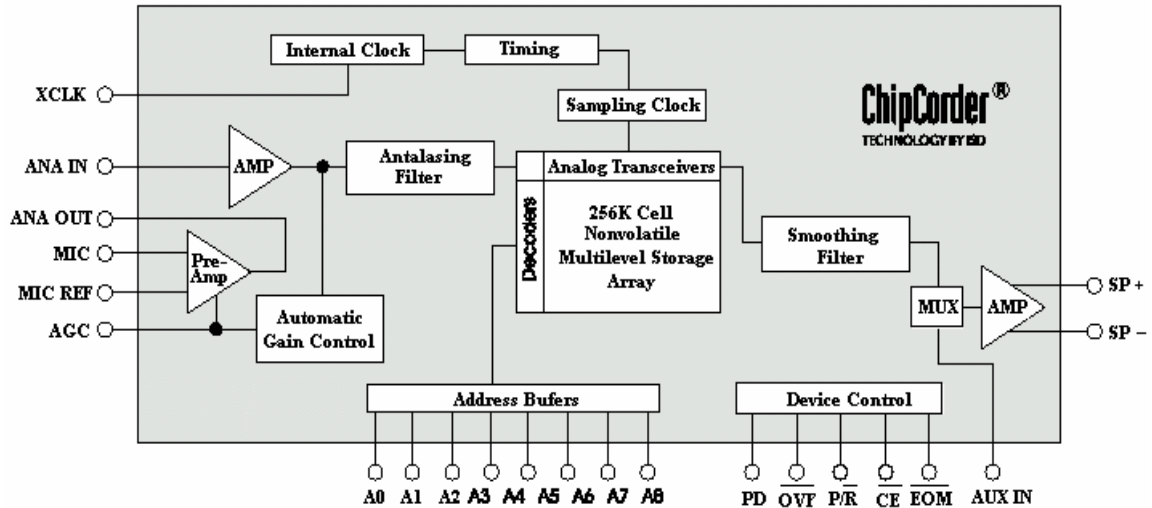 Internal Clock
Timing
XCLK
Sampling Clock
ChipCorder®
TECHNOLOGY BY ISD
ANA IN
AMP
Antalasing
Filter
Analog Transceivers
Decoders
256K Cell
Nonvolatile
Multilevel Storage
Array
ANA OUT
MIC
Pre-
Amp
MIC REF
AGC
Automatic
Gain Control
Smoothing
Filter
MUX
AMP
SP +
SP –
Address Bufers
Device Control
A0 A1 A2 A3 A4 A5 A6 A7 A8
PD O̅V̅F̅ P/R̅ C̅E̅ E̅O̅M̅ AUX IN